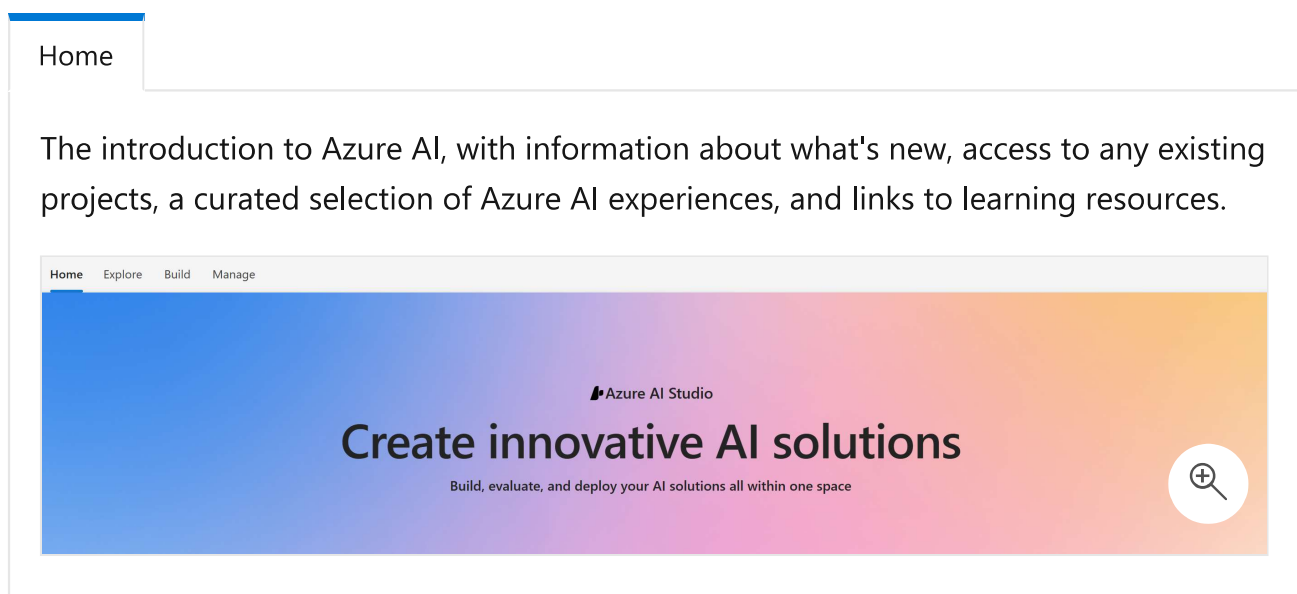 Home
The introduction to Azure AI, with information about what's new, access to any existing
projects, a curated selection of Azure AI experiences, and links to learning resources.
Home Explore Build Manage
Azure AI Studio
Create innovative AI solutions
Build, evaluate, and deploy your AI solutions all within one space